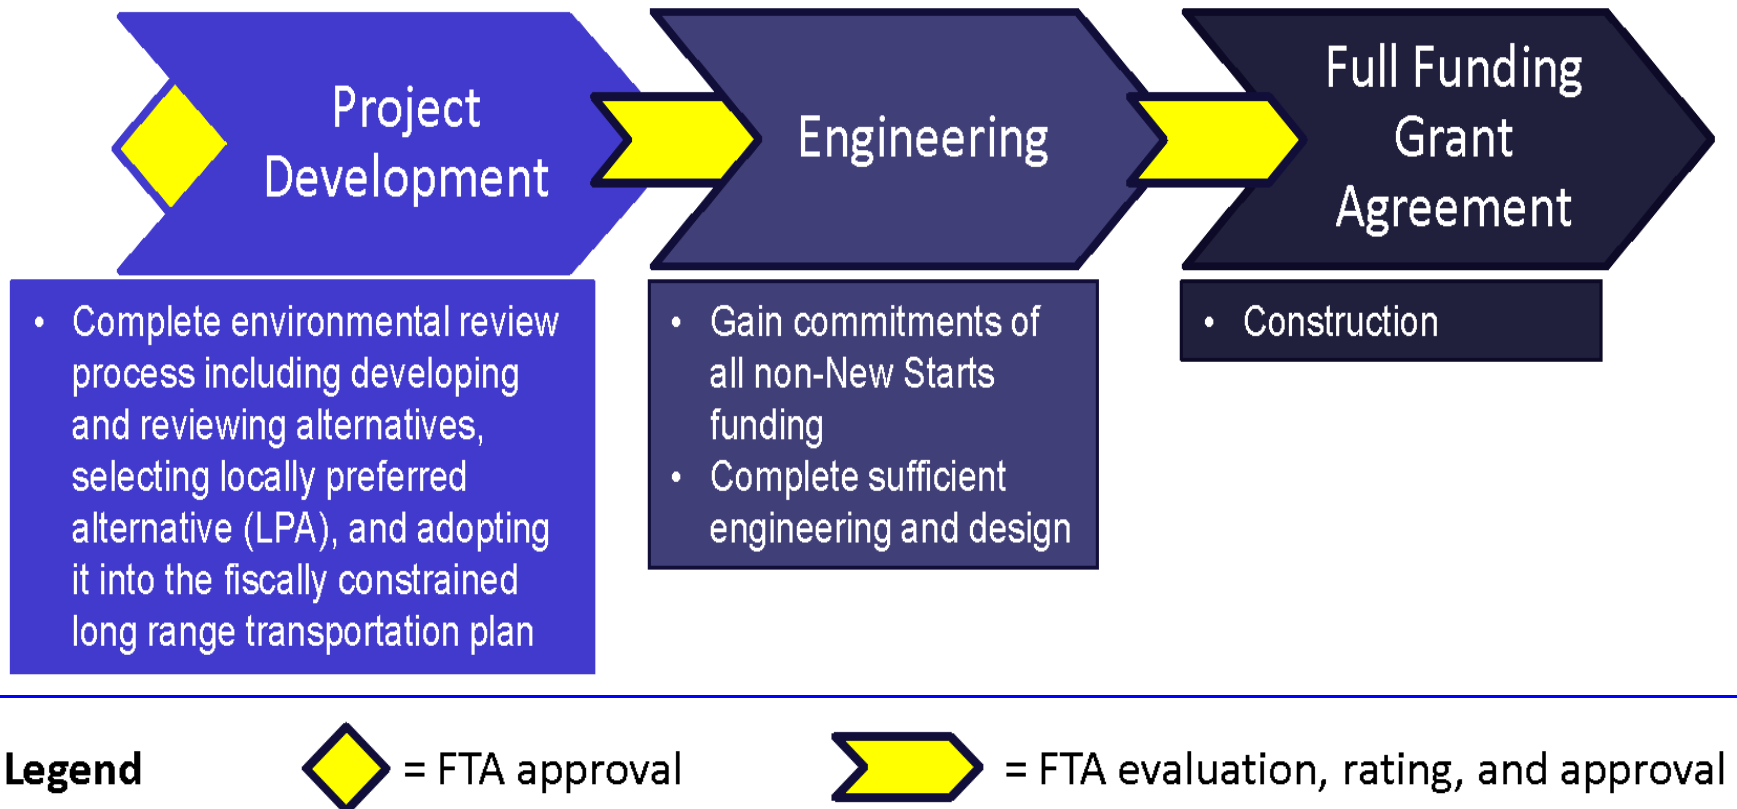 Project
Development
Engineering
Full Funding
Grant
Agreement
• Complete environmental review
process including developing
and reviewing alternatives,
selecting locally preferred
alternative (LPA), and adopting
it into the fiscally constrained
long range transportation plan
• Gain commitments of
all non-New Starts
funding
• Complete sufficient
engineering and design
• Construction
Legend
= FTA approval
= FTA evaluation, rating, and approval